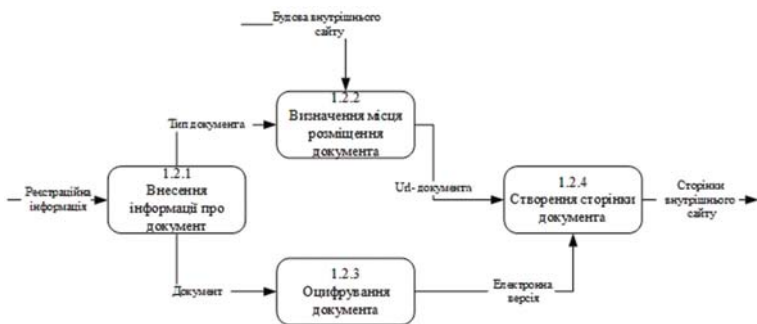 Будова внутрішнього
сайту
1.2.2
Визначення місця
розміщення
документа
Тип документа
1.2.1
Внесення
інформації про
документ
Реєстраційна
інформація
Url- документа
1.2.4
Створення сторінки
документа
Сторінки
внутрішнього
сайту
1.2.3
Оцифрування
документа
Документ
Електронна
версія